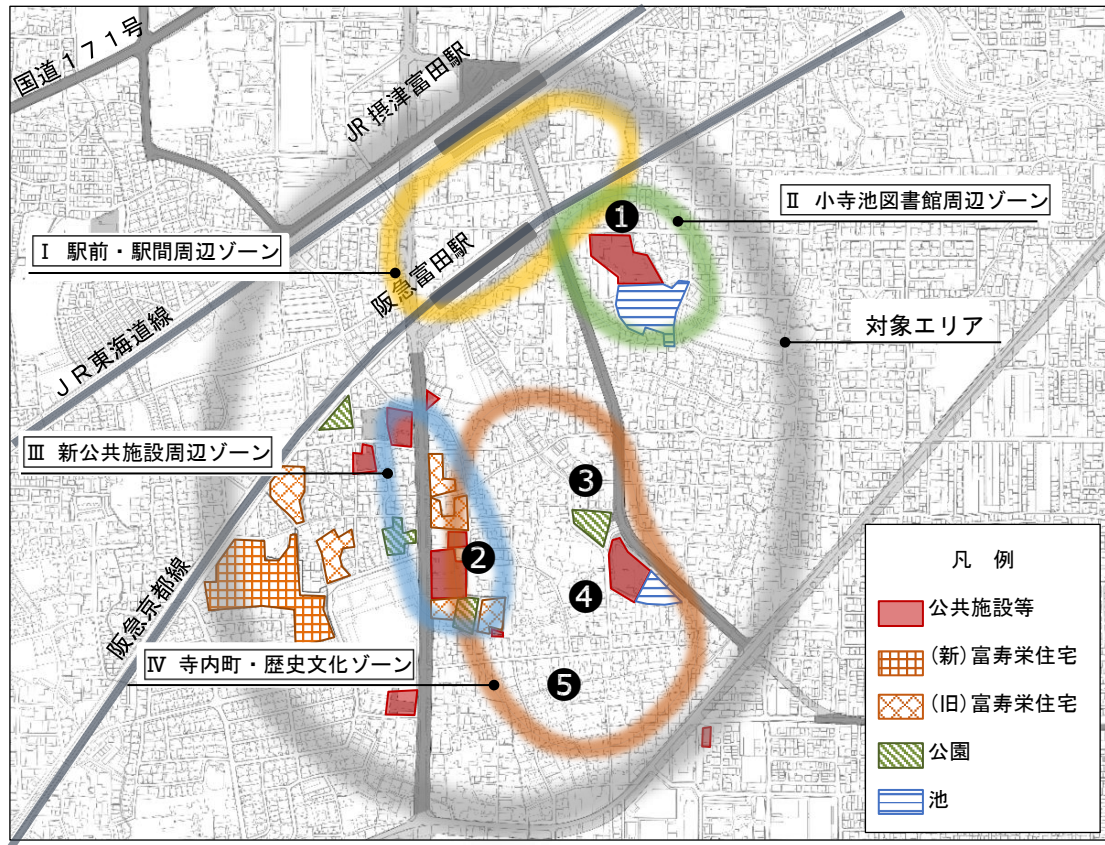 国道１７１号
JR摂津富田駅
❶
Ⅱ 小寺池図書館周辺ゾーン
Ⅰ 駅前・駅間周辺ゾーン
阪急富田駅
対象エリア
ＪＲ東海道線
Ⅲ 新公共施設周辺ゾーン
❸
❷
❹
阪急京都線
Ⅳ 寺内町・歴史文化ゾーン
❺
凡 例
公共施設等
(新)富寿栄住宅
(旧)富寿栄住宅
公園
池